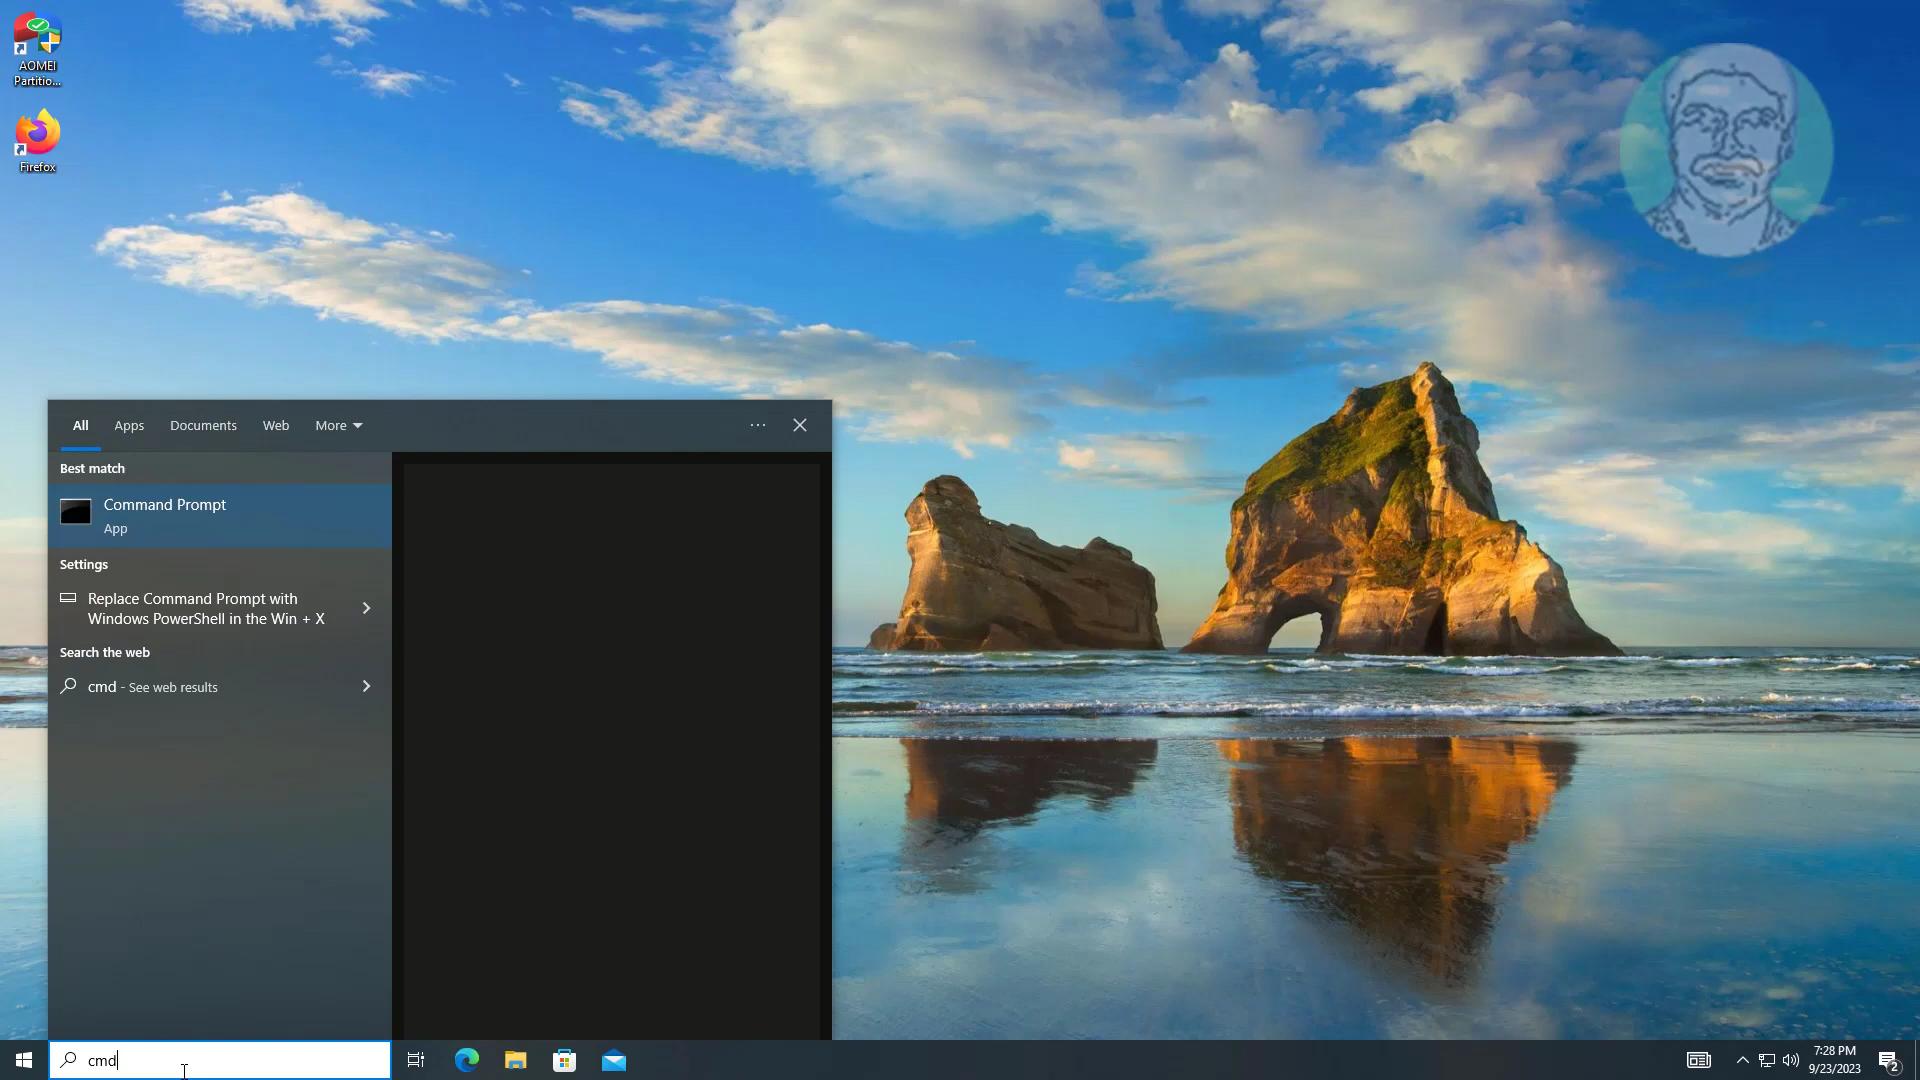 AOMEI
Partitio...
Firefox
All
Apps
Documents
Web
More
Best match
Command Prompt
App
Settings
Replace Command Prompt with
Windows PowerShell in the Win + X
Search the web
cmd - See web results
cmd
7:28 PM
9/23/2023
2